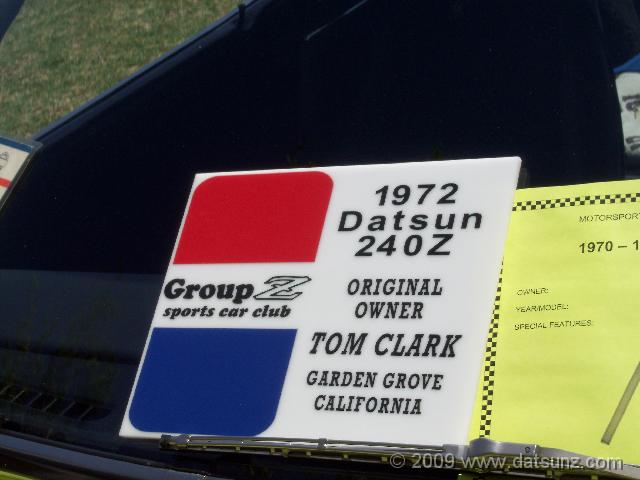 1972
Datsun
240Z
Group Z
sports car club
ORIGINAL
OWNER
TOM CLARK
GARDEN GROVE
CALIFORNIA
MOTORSPORT
1970 – 1
OWNER:
YEAR/MODEL:
SPECIAL FEATURES:
© 2009 www.datsunz.com